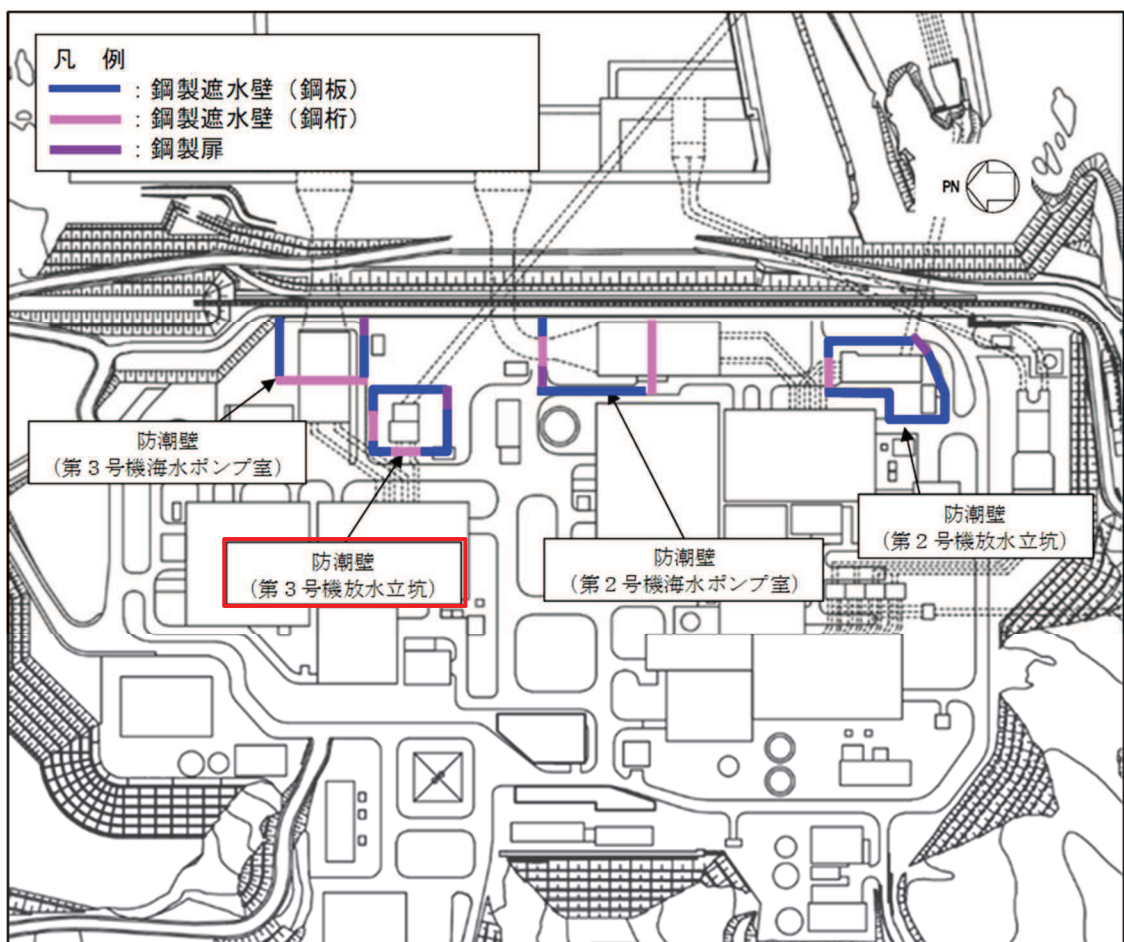 凡 例
：鋼製遮水壁（鋼板）
：鋼製遮水壁（鋼桁）
：鋼製扉
PN
防潮壁
（第３号機海水ポンプ室）
防潮壁
（第３号機放水立坑）
防潮壁
（第２号機海水ポンプ室）
防潮壁
（第２号機放水立坑）